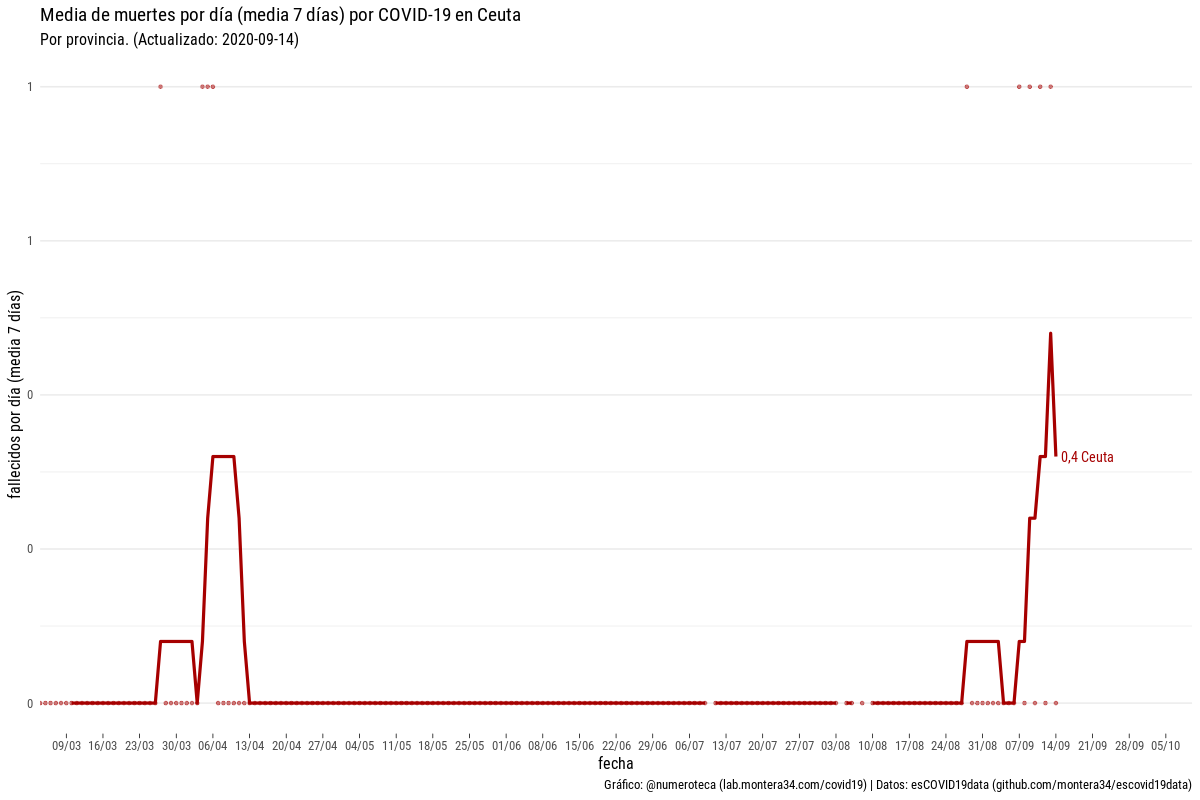 Media de muertes por día (media 7 días) por COVID-19 en Ceuta
Por provincia. (Actualizado: 2020-09-14)
fallecidos por día (media 7 días)
1
1
0
0
0
0,4 Ceuta
09/03 16/03 23/03 30/03 06/04 13/04 20/04 27/04 04/05 11/05 18/05 25/05 01/06 08/06 15/06 22/06 29/06 06/07 13/07 20/07 27/07 03/08 10/08 17/08 24/08 31/08 07/09 14/09 21/09 28/09 05/10
fecha
Gráfico: @numeroteca (lab.montera34.com/covid19) | Datos: esCOVID19data (github.com/montera34/escovid19data)